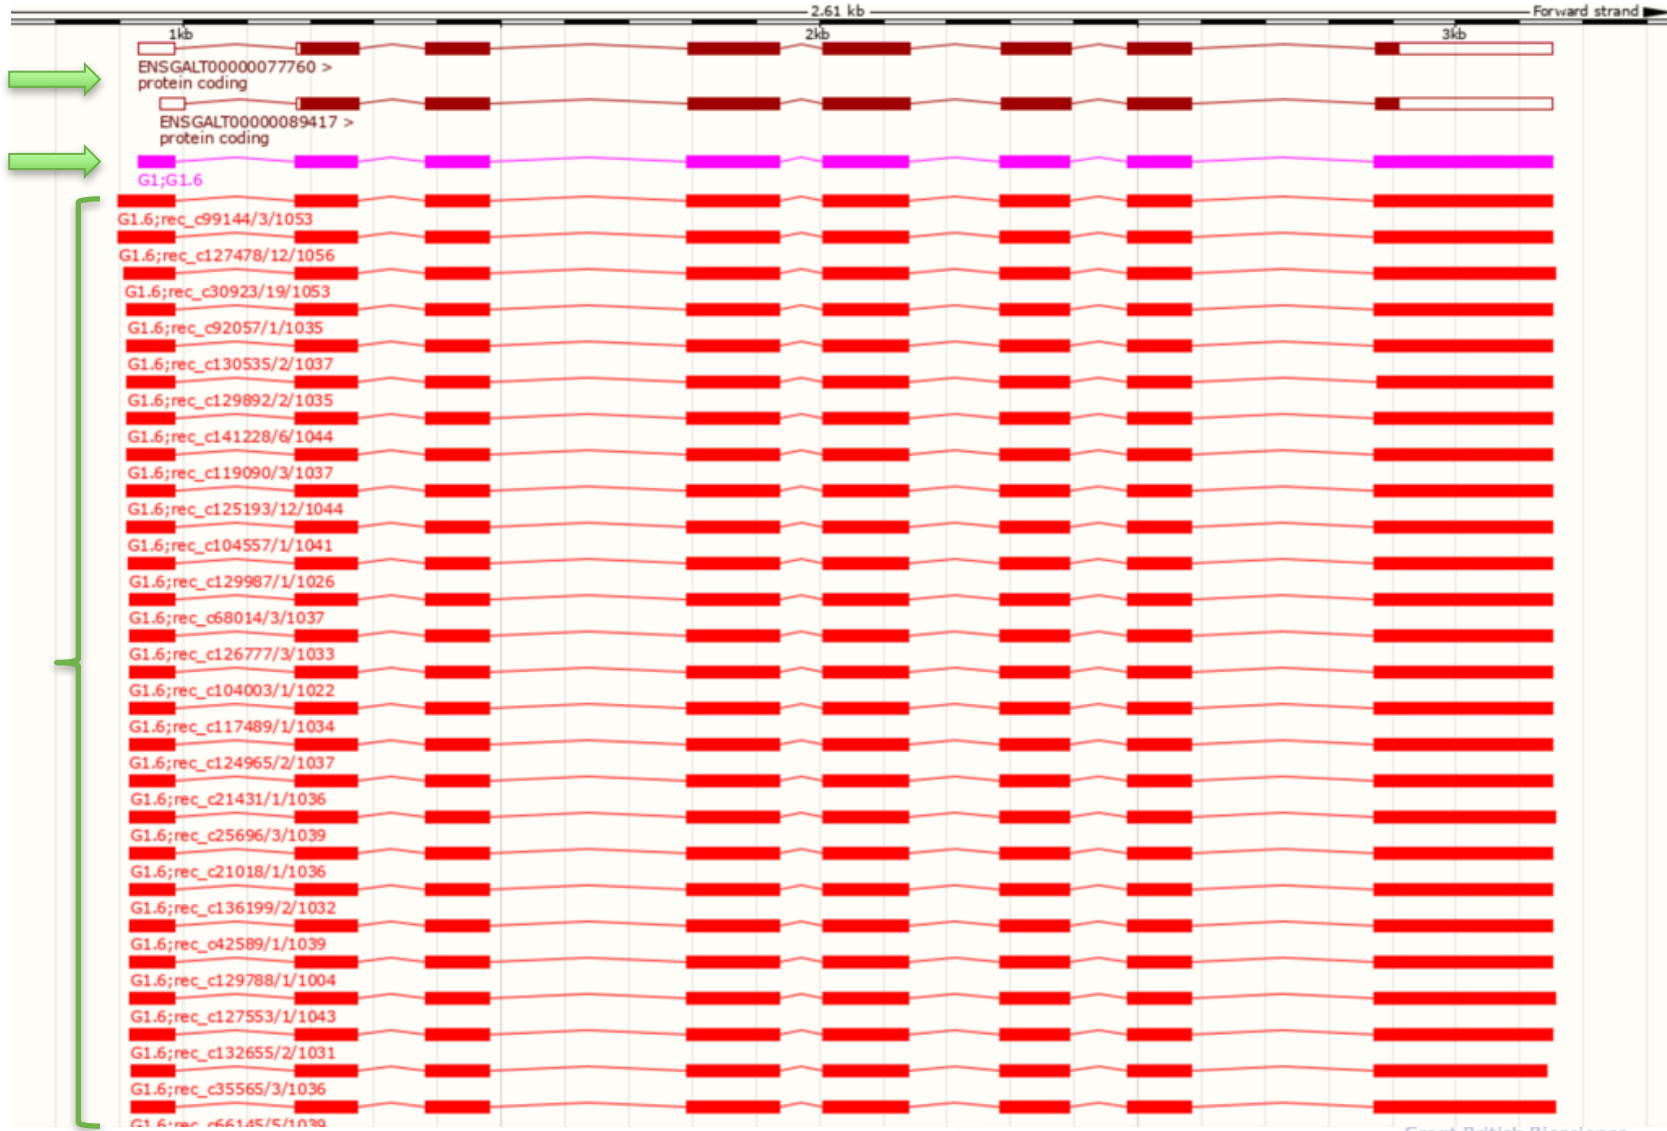 2.61 kb
Forward strand
1kb
2kb
3kb
ENSGALT00000077760 >
protein coding
ENSGALT00000089417 >
protein coding
G1;G1.6
G1.6;rec_c99144/3/1053
G1.6;rec_c127478/12/1056
G1.6;rec_c30923/19/1053
G1.6;rec_c92057/1/1035
G1.6;rec_c130535/2/1037
G1.6;rec_c129892/2/1035
G1.6;rec_c141228/6/1044
G1.6;rec_c119090/3/1037
G1.6;rec_c125193/12/1044
G1.6;rec_c104557/1/1041
G1.6;rec_c129987/1/1026
G1.6;rec_c68014/3/1037
G1.6;rec_c126777/3/1033
G1.6;rec_c104003/1/1022
G1.6;rec_c117489/1/1034
G1.6;rec_c124965/2/1037
G1.6;rec_c21431/1/1036
G1.6;rec_c25696/3/1039
G1.6;rec_c21018/1/1036
G1.6;rec_c136199/2/1032
G1.6;rec_c42589/1/1039
G1.6;rec_c129788/1/1004
G1.6;rec_c127553/1/1043
G1.6;rec_c132655/2/1031
G1.6;rec_c35565/3/1036
G1.6;rec_c66145/5/1039